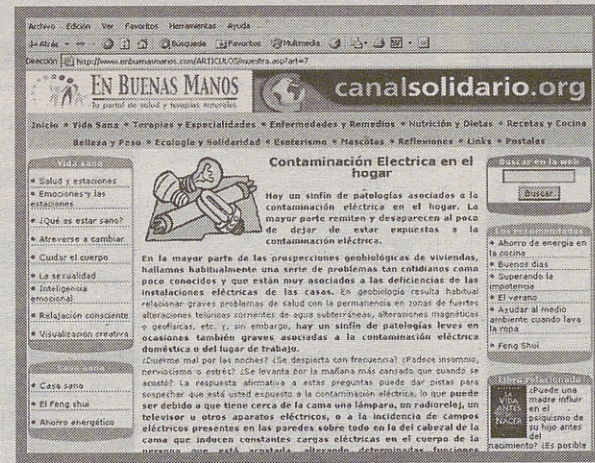 Archivo Edición Ver Favoritos Herramientas Ayuda
Atrás Búsqueda Favoritos Multimedia
Dirección http://www.enbuenasmanos.com/ARTICULOS/muestra.asp?art=7
EN BUENAS MANOS
Tu portal de salud y terapias naturales
canalsolidario.org
Inicio * Vida Sana * Terapias y Especialidades * Enfermedades y Remedios * Nutrición y Dietas * Recetas y Cocina
Belleza y Peso * Ecología y Solidaridad * Esoterismo * Mascotas * Reflexiones * Links * Postales
Vida sana
* Salud y estaciones
* Emociones y las
estaciones
* ¿Qué es estar sano?
* Atreverse a cambiar
* Cuidar el cuerpo
* La sexualidad
* Inteligencia
emocional
* Relajación consciente
* Visualización creativa
* Casa sana
* El Feng shui
* Ahorro energético
Contaminación Electrica en el
hogar
Hay un sinfín de patologías asociadas a la
contaminación eléctrica en el hogar. La
mayor parte remiten y desaparecen al poco
de dejar de estar expuestos a la
contaminación eléctrica.
En la mayor parte de las prospecciones geobiológicas de viviendas,
hallamos habitualmente una serie de problemas tan cotidianos como
poco conocidos y que están muy asociados a las deficiencias de las
instalaciones eléctricas de las casas. En geobiología resulta habitual
relacionar graves problemas de salud con la permanencia en zonas de fuertes
alteraciones telúricas corrientes de agua subterráneas, alteraciones magnéticas
o geofísicas, etc. y, sin embargo, hay un sinfín de patologías leves en
ocasiones también graves asociadas a la contaminación eléctrica
doméstica o del lugar de trabajo.
¿Duerme mal por las noches? ¿Se despierta con frecuencia? ¿Padece insomnio,
nerviosismo o estrés? ¿Se levanta por la mañana más cansado que cuando se
acostó? La respuesta afirmativa a estas preguntas puede dar pistas para
sospechar que está usted expuesto a la contaminación eléctrica, lo que puede
ser debido a que tiene cerca de la cama una lámpara, un radioreloj, un
televisor u otros aparatos eléctricos, o a la incidencia de campos
eléctricos presentes en las paredes sobre todo en la del cabezal de la
cama que inducen constantes cargas eléctricas en el cuerpo de la
persona que está acostada, alterando determinadas funciones
Buscar en la web
Buscar
Los recomendados
* Ahorro de energía en
la cocina
* Buenos días
* Superando la
impotencia
* El verano
* Ayudar al medio
ambiente cuando lava
la ropa
* Feng Shui
Libro relacionado
LA
VIDA
ANTES
NACER
¿Puede una
madre influir
en el
psiquismo de
su hijo antes
del
nacimiento? ¿Es posible